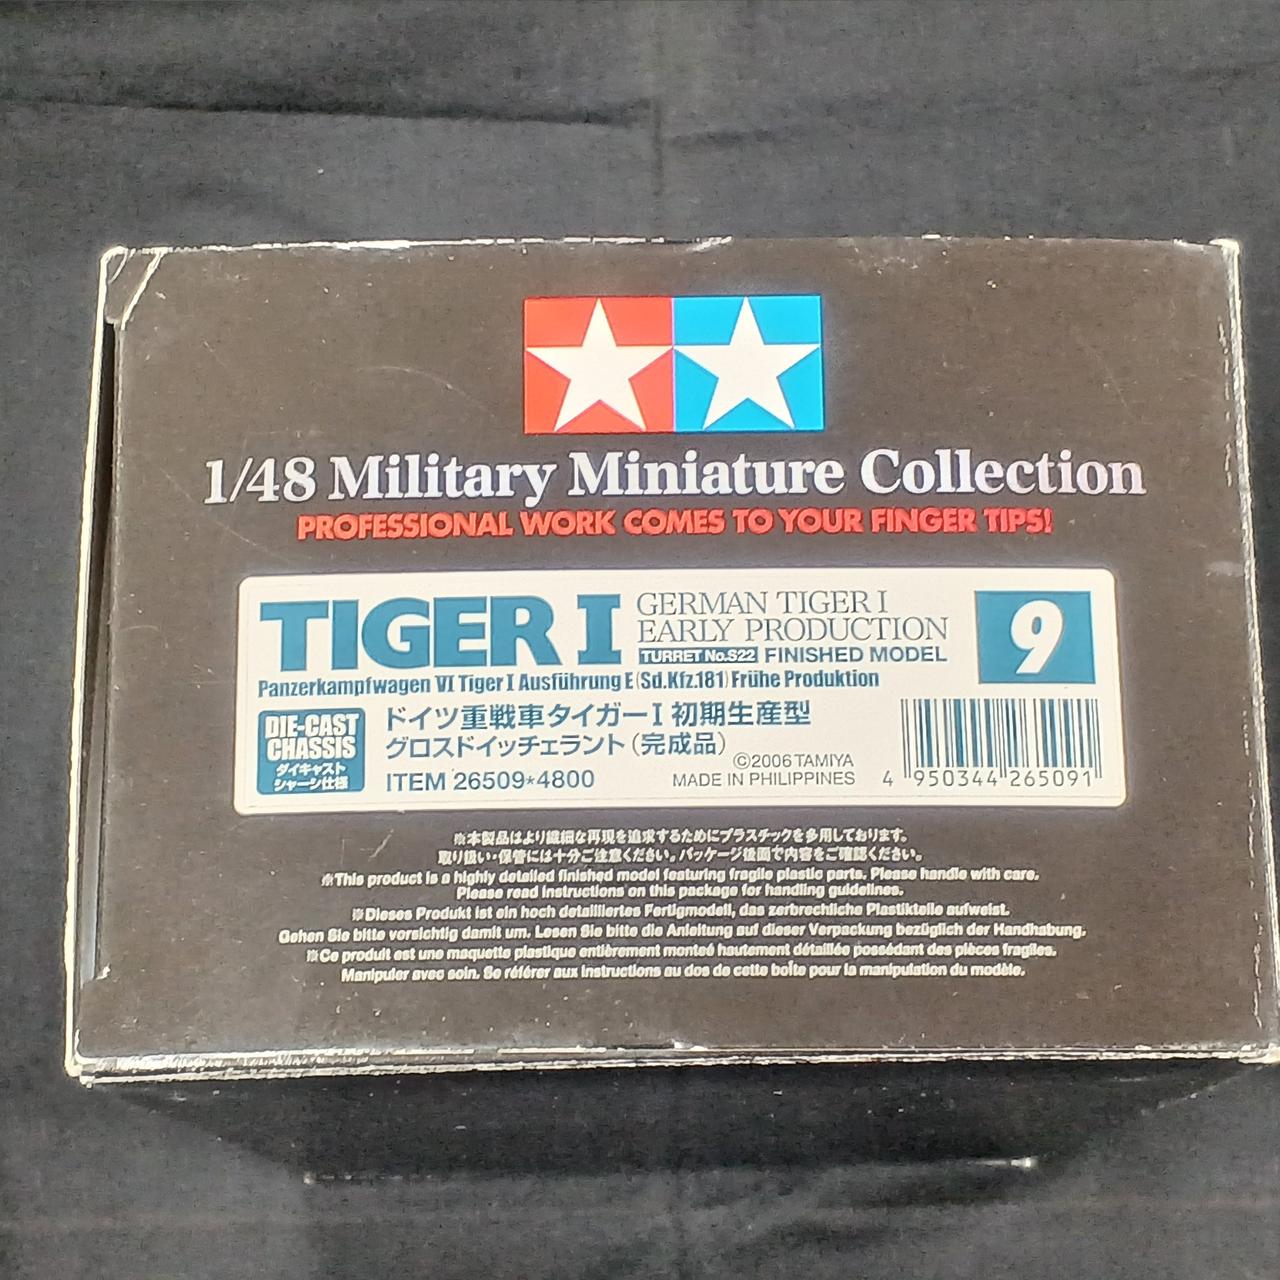 1/48 Military Miniature Collection
PROFESSIONAL WORK COMES TO YOUR FINGER TIPS!
TIGER I
GERMAN TIGER I
EARLY PRODUCTION
TURRET No.S22 FINISHED MODEL
9
Panzerkampfwagen VI Tiger I Ausführung E (Sd.Kfz.181) Frühe Produktion
DIE-CAST
CHASSIS
ダイキャスト
シャーシ仕様
ドイツ重戦車タイガーI 初期生産型
グロスドイッチェラント(完成品)
ITEM 26509*4800
©2006 TAMIYA
MADE IN PHILIPPINES
4 950344 265091
※本製品はより繊細な再現を追求するためにプラスチックを多用しております。
取り扱い・保管には十分ご注意ください。パッケージ後面で内容をご確認ください。
※This product is a highly detailed finished model featuring fragile plastic parts. Please handle with care.
Please read instructions on this package for handling guidelines.
※Dieses Produkt ist ein hoch detailliertes Fertigmodell, das zerbrechliche Plastikteile aufweist.
Gehen Sie bitte vorsichtig damit um. Lesen Sie bitte die Anleitung auf dieser Verpackung bezüglich der Handhabung.
※Ce produit est une maquette plastique entièrement monteé hautement détaillée possédant des pièces fragiles.
Manipuler avec soin. Se référer aux instructions au dos de cette boîte pour la manipulation du modèle.